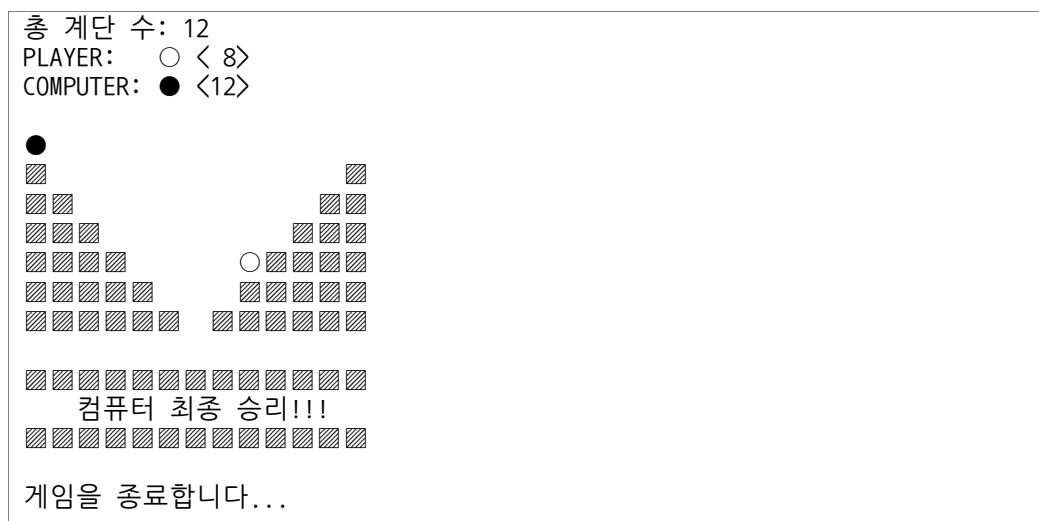 총 계단 수: 12
PLAYER: ○ < 8>
COMPUTER: ● <12>
컴퓨터 최종 승리!!!
게임을 종료합니다...